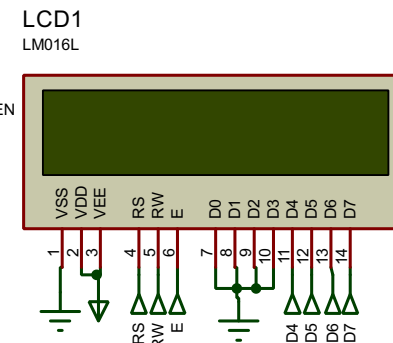 LCD1
LM016L
EN
VSS VDD VEE RS RW E D0 D1 D2 D3 D4 D5 D6 D7
1 2 3 4 5 6 7 8 9 10 11 12 13 14
RS RW E D4 D5 D6 D7